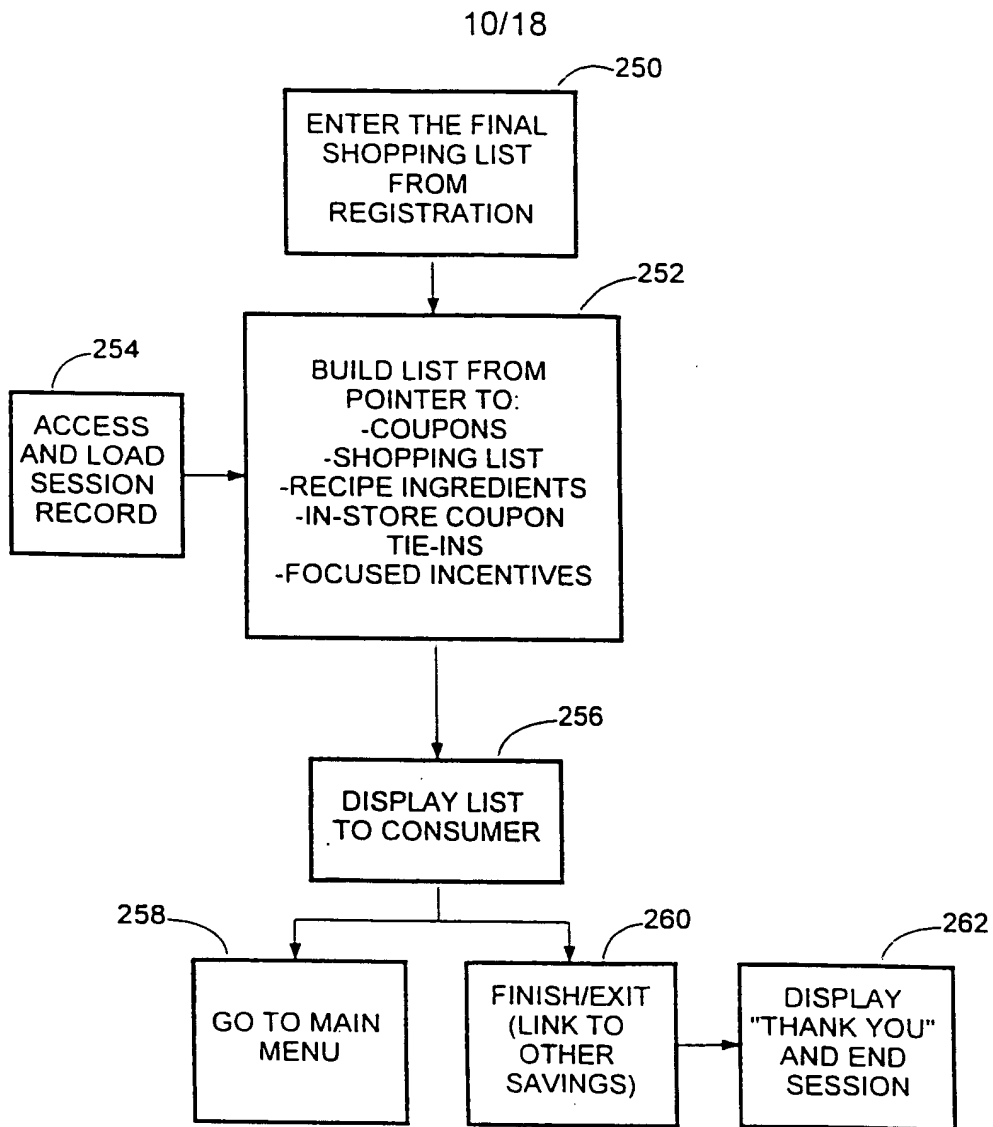 10/18
250
ENTER THE FINAL
SHOPPING LIST
FROM
REGISTRATION
252
BUILD LIST FROM
POINTER TO:
-COUPONS
-SHOPPING LIST
-RECIPE INGREDIENTS
-IN-STORE COUPON
TIE-INS
-FOCUSED INCENTIVES
254
ACCESS
AND LOAD
SESSION
RECORD
256
DISPLAY LIST
TO CONSUMER
258
GO TO MAIN
MENU
260
FINISH/EXIT
(LINK TO
OTHER
SAVINGS)
262
DISPLAY
"THANK YOU"
AND END
SESSION